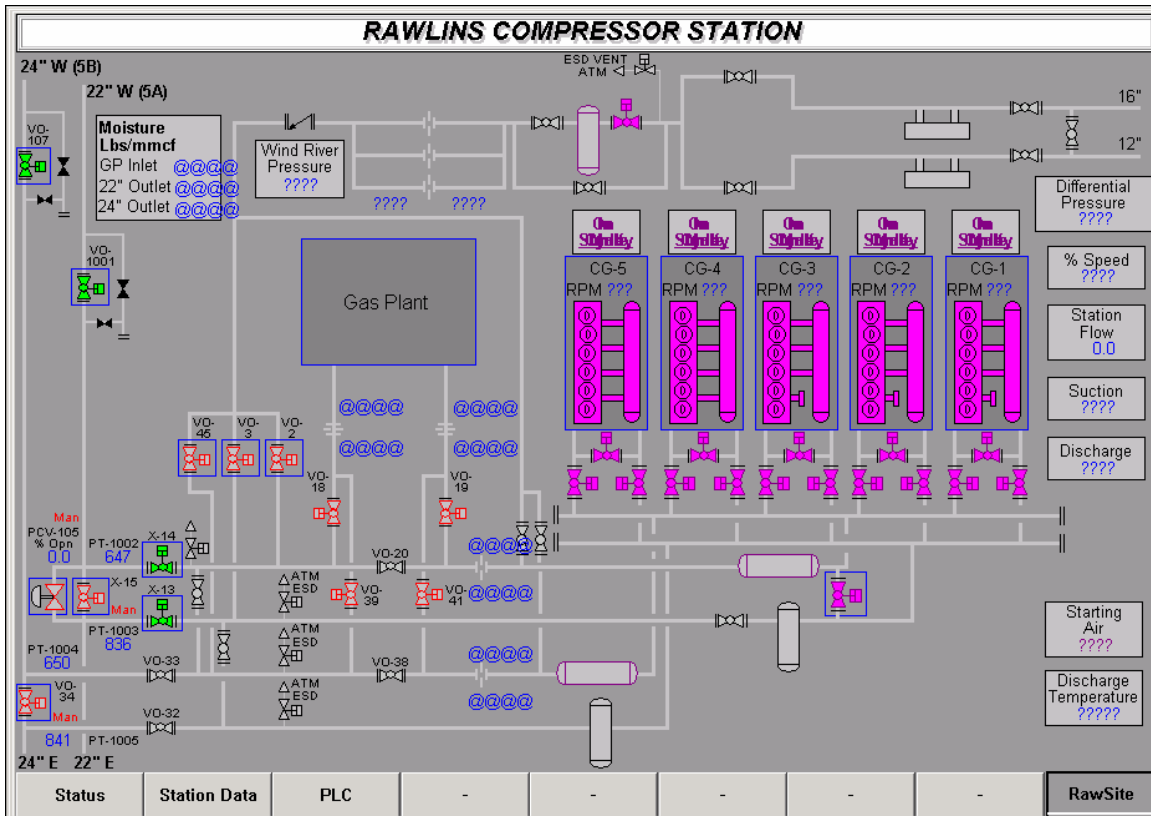 RAWLINS COMPRESSOR STATION
24" W (5B)
22" W (5A)
ESD VENT
ATM
16"
12"
VO-
107
Moisture
Lbs/mmcf
GP Inlet @@@@
22" Outlet @@@@
24" Outlet @@@@
Wind River
Pressure
????
???? ????
Differential
Pressure
????
VO-
1001
% Speed
????
Station
Flow
0.0
Suction
????
Discharge
????
Gas Plant
CG-5
RPM ???
CG-4
RPM ???
CG-3
RPM ???
CG-2
RPM ???
CG-1
RPM ???
@@@@ @@@@
@@@@ @@@@
VO-
45
VO-
3
VO-
2
VO-
18
VO-
19
Man
PCV-105
% Opn
0.0
PT-1002
647
X-14
VO-20
@@@@
X-15
Man
X-13
ATM
ESD
VO-
39
VO-
41
@@@@
PT-1003
836
PT-1004
650
ATM
ESD
VO-33
VO-38
@@@@
VO-
34
Man
ATM
ESD
@@@@
VO-32
841
PT-1005
24" E 22" E
Starting
Air
????
Discharge
Temperature
?????
Status
Station Data
PLC
-
-
-
-
-
RawSite